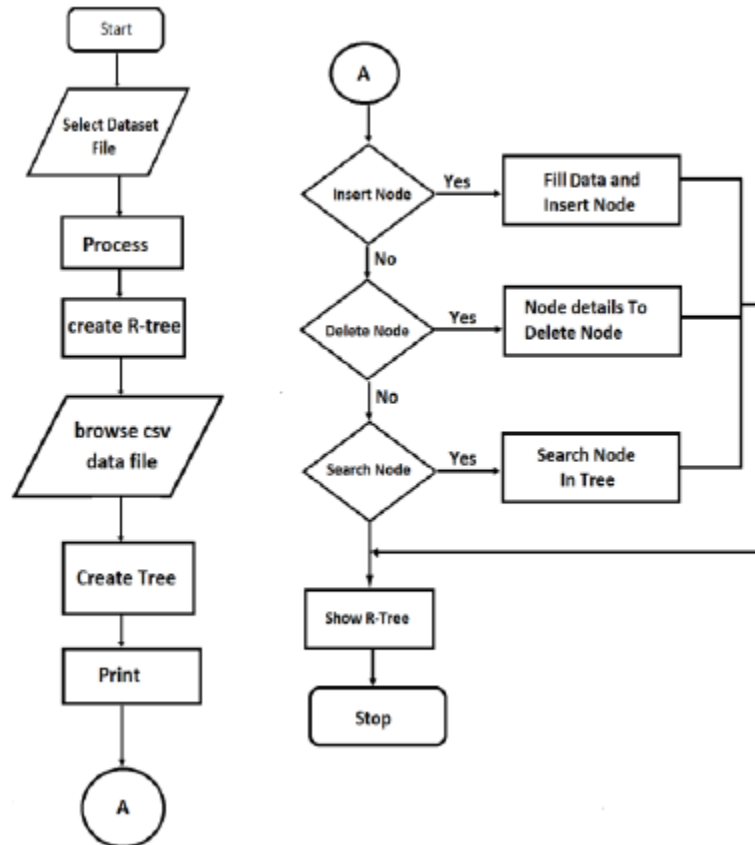 Start
Select Dataset
File
Process
create R-tree
browse csv
data file
Create Tree
Print
A
A
Insert Node
Yes
Fill Data and
Insert Node
No
Delete Node
Yes
Node details To
Delete Node
No
Search Node
Yes
Search Node
In Tree
Show R-Tree
Stop